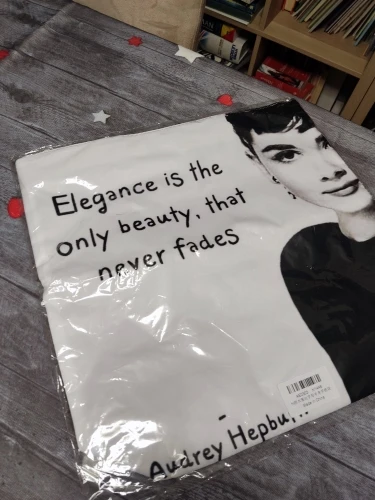 Elegance is the
only beauty, that
never fades
-
Audrey Hepbu